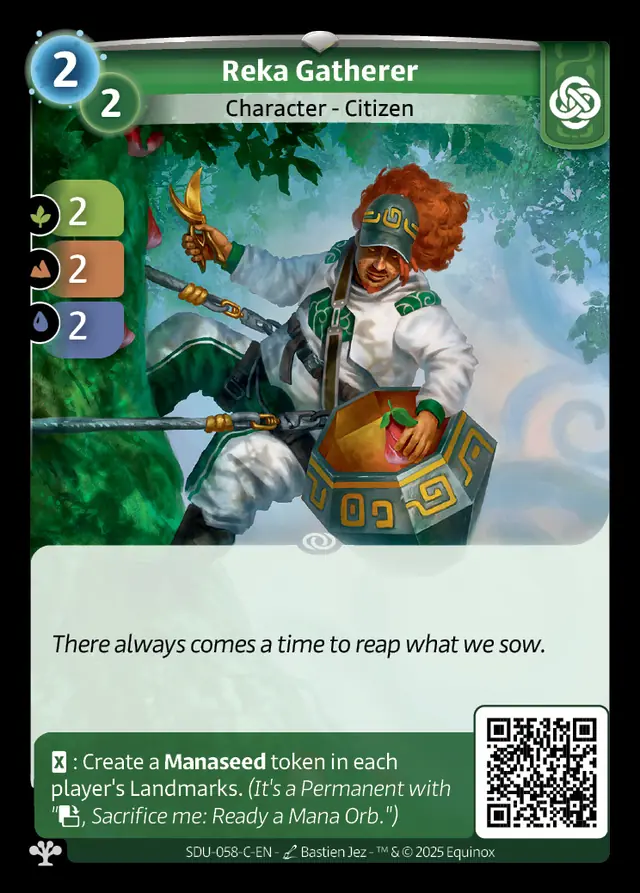 2
Reka Gatherer
2
Character - Citizen
2
2
2
There always comes a time to reap what we sow.
X : Create a Manaseed token in each
player's Landmarks. (It's a Permanent with
", Sacrifice me: Ready a Mana Orb.")
SDU-058-C-EN - Bastien Jez - ™ & © 2025 Equinox